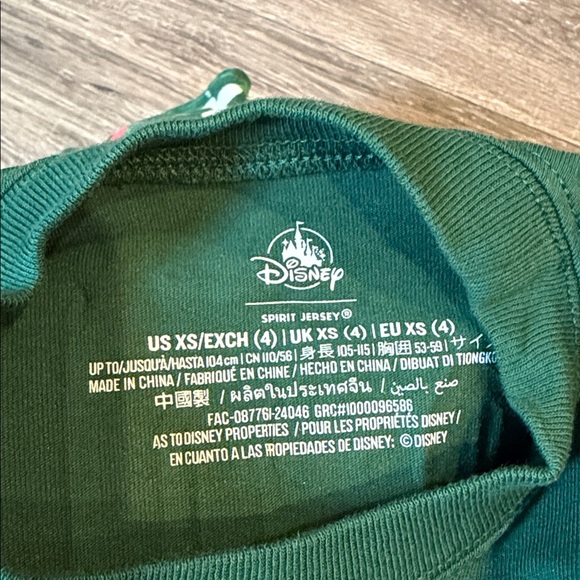 Disney
SPIRIT JERSEY®
US XS/EXCH (4) | UK XS (4) | EU XS (4)
UP TO/JUSQU'À/HASTA 104 cm | CN 110/56 | 身長 105-115 | 胸囲 53-59 | サイ
MADE IN CHINA / FABRIQUÉ EN CHINE / HECHO EN CHINA / DIBUAT DI TIONGKO
中國製 / ผลิตในประเทศจีน / صنع بالصين /
FAC-087761-24046 GRC#1000096586
AS TO DISNEY PROPERTIES / POUR LES PROPRIÉTÉS DISNEY /
EN CUANTO A LAS PROPIEDADES DE DISNEY: © DISNEY